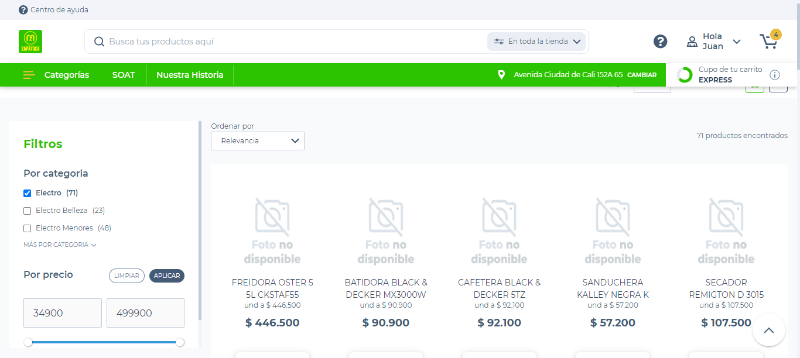 Centro de ayuda
Busca tus productos aquí
En toda la tienda
Hola
Juan
4
Categorías
SOAT
Nuestra Historia
Avenida Ciudad de Cali 152A 65 CAMBIAR
Cupo de tu carrito
EXPRESS
Filtros
Por categoría
Electro (71)
Electro Belleza (23)
Electro Menores (48)
MÁS POR CATEGORIA
Por precio
LIMPIAR
APLICAR
34900
499900
Ordenar por
Relevancia
71 productos encontrados
Foto no
disponible
FREIDORA OSTER 5
5L CKSTAF55
und a $ 446.500
$ 446.500
Foto no
disponible
BATIDORA BLACK &
DECKER MX3000W
und a $ 90.900
$ 90.900
Foto no
disponible
CAFETERA BLACK &
DECKER 5TZ
und a $ 92.100
$ 92.100
Foto no
disponible
SANDUCHERA
KALLEY NEGRA K
und a $ 57.200
$ 57.200
Foto no
disponible
SECADOR
REMIGTON D 3015
und a $ 107.500
$ 107.500